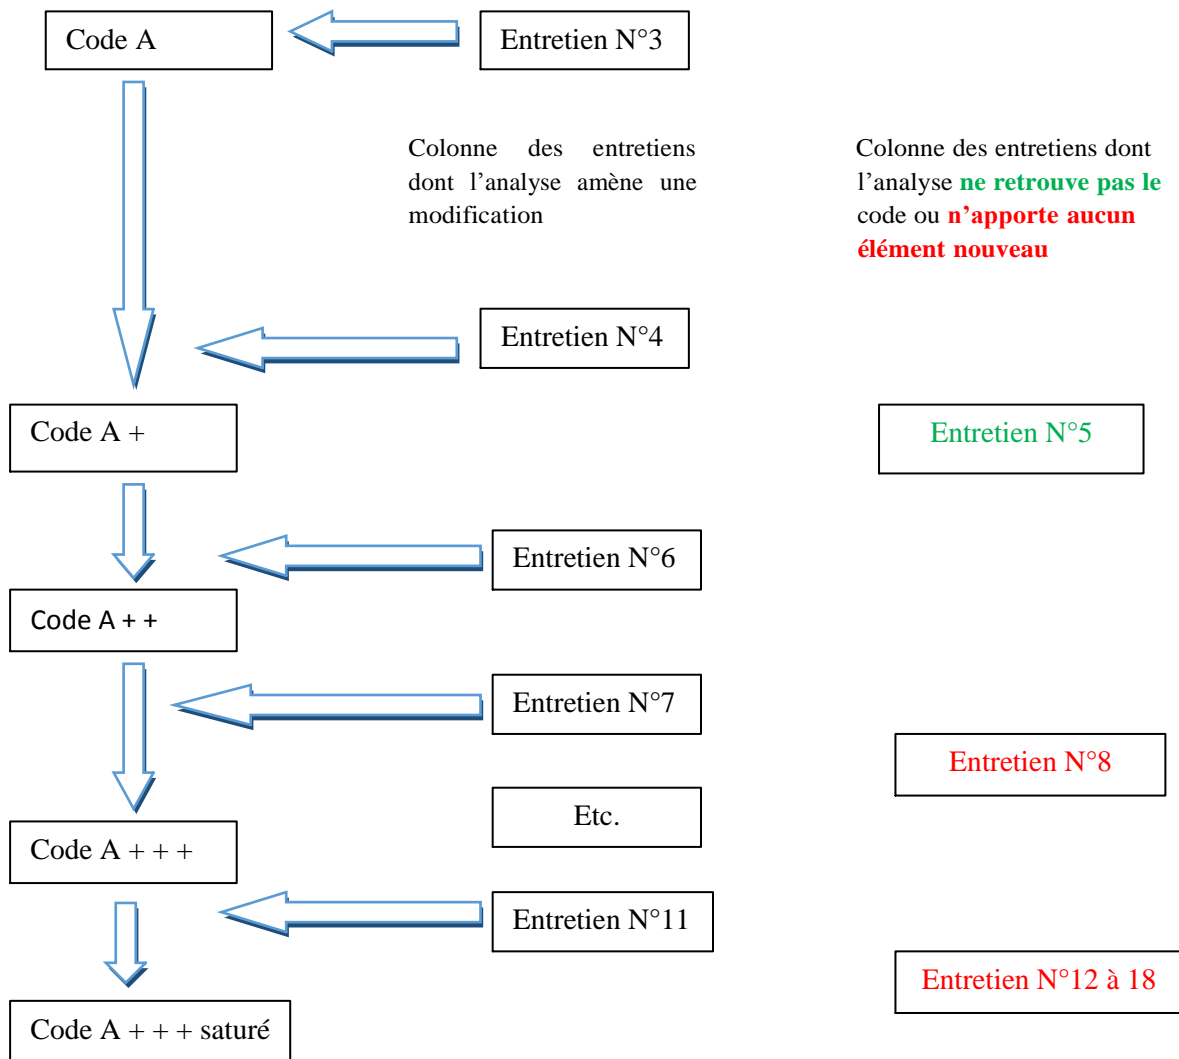 Code A
Entretien N°3
Colonne des entretiens
dont l’analyse amène une
modification
Colonne des entretiens dont
l’analyse ne retrouve pas le
code ou n’apporte aucun
élément nouveau
Entretien N°4
Code A +
Entretien N°5
Entretien N°6
Code A + +
Entretien N°7
Entretien N°8
Etc.
Code A + + +
Entretien N°11
Entretien N°12 à 18
Code A + + + saturé